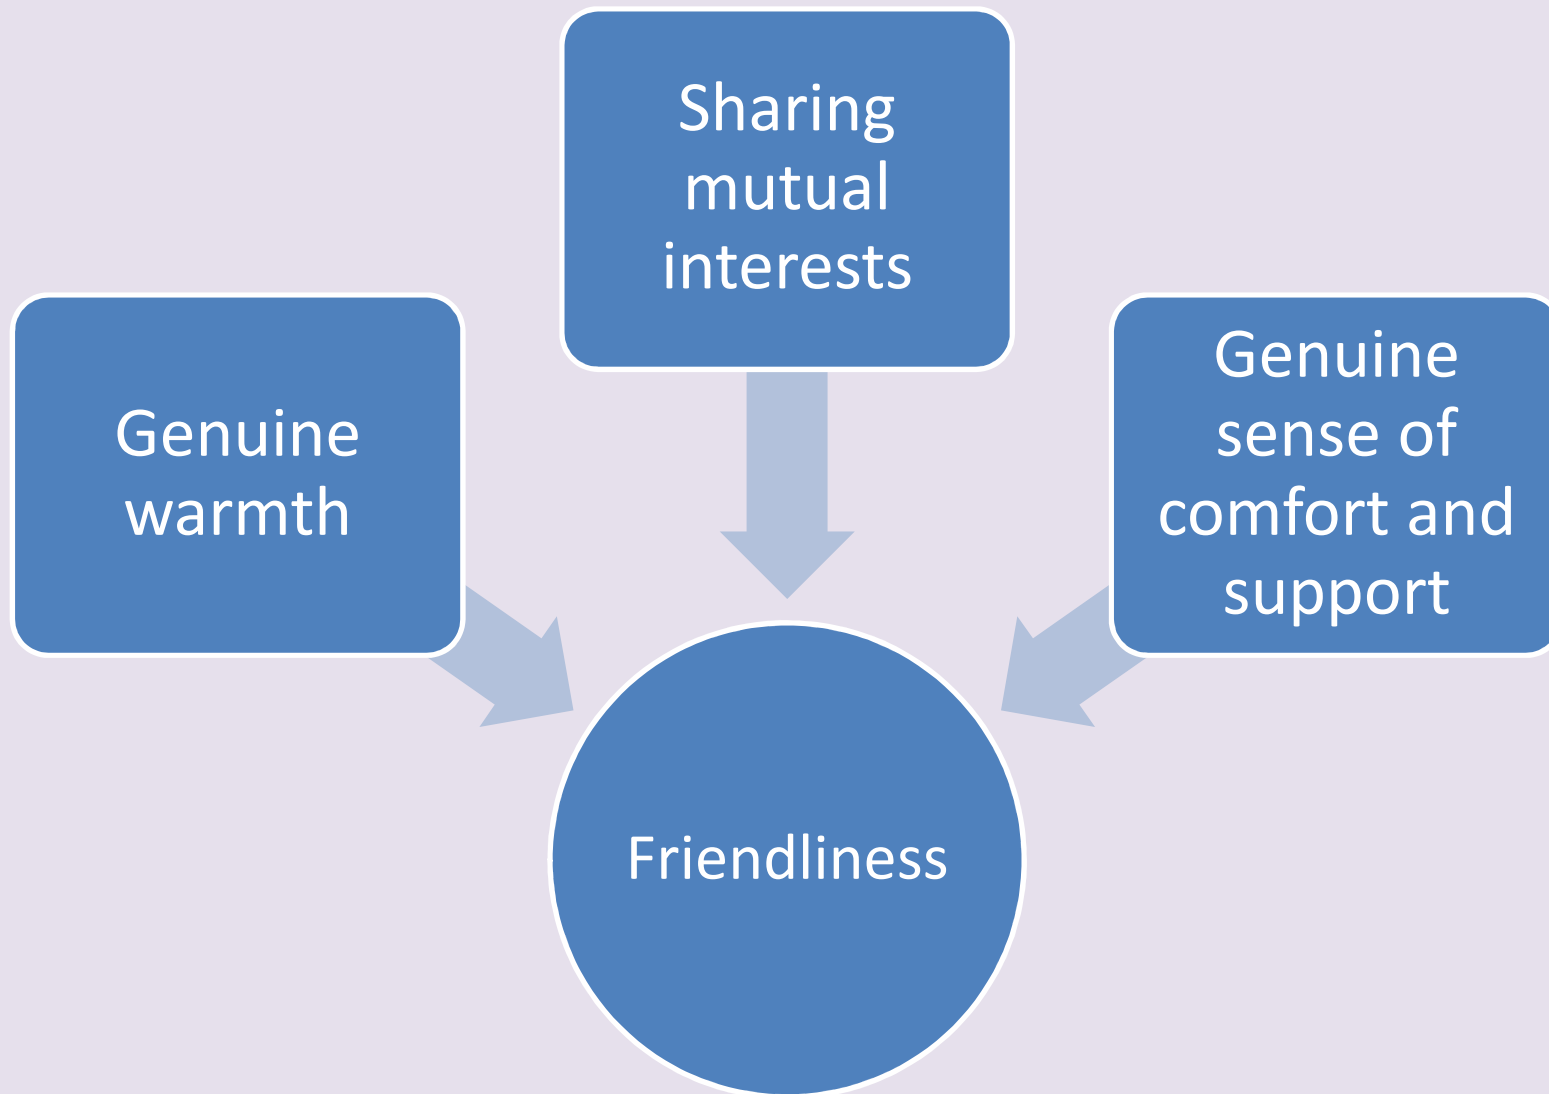 Sharing
mutual
interests
Genuine
warmth
Genuine
sense of
comfort and
support
Friendliness